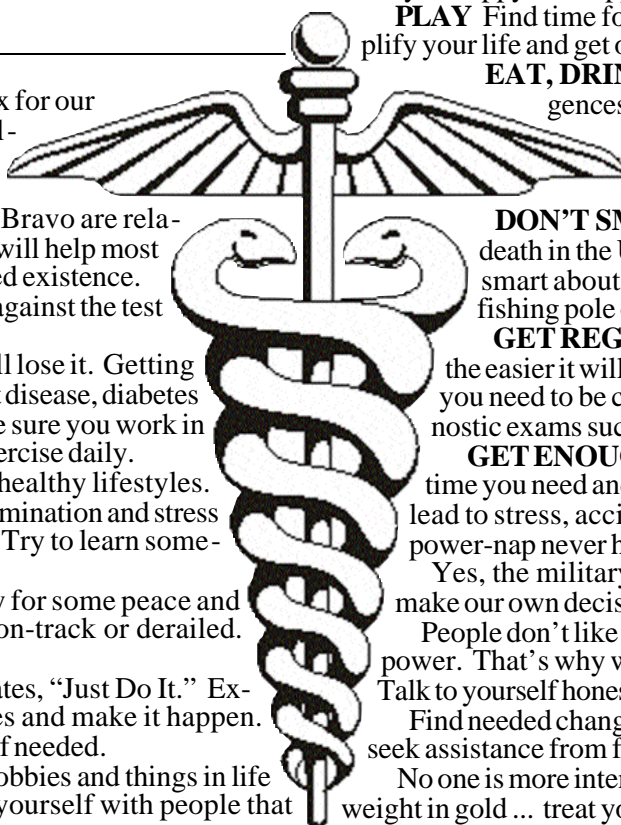 x for our
l-
Bravo are rela-
will help most
ed existence.
against the test
ll lose it. Getting
t disease, diabetes
e sure you work in
ercise daily.
healthy lifestyles.
mination and stress
Try to learn some-
y for some peace and
on-track or derailed.
ates, “Just Do It.” Ex-
es and make it happen.
f needed.
obbies and things in life
yourself with people that
PLAY Find time fo
plify your life and get o
EAT, DRIN
gences
DON'T SM
death in the U
smart about
fishing pole
GET REG
the easier it will
you need to be c
nostic exams suc
GET ENOUG
time you need and
lead to stress, acci
power-nap never h
Yes, the military
make our own decis
People don't like
power. That's why w
Talk to yourself hones
Find needed chang
seek assistance from f
No one is more inter
weight in gold ... treat yo